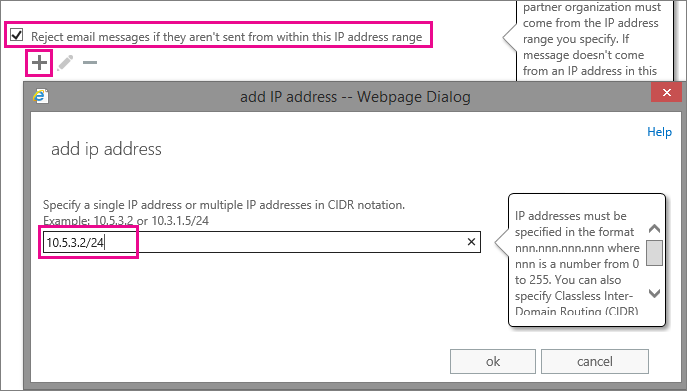 partner organization must
come from the IP address
range you specify. If
message doesn't come
from an IP address in this
Reject email messages if they aren't sent from within this IP address range
add IP address -- Webpage Dialog
Help
add ip address
Specify a single IP address or multiple IP addresses in CIDR notation.
Example: 10.5.3.2 or 10.3.1.5/24
10.5.3.2/24
IP addresses must be
specified in the format
nnn.nnn.nnn.nnn where
nnn is a number from 0
to 255. You can also
specify Classless Inter-
Domain Routing (CIDR)
ok
cancel